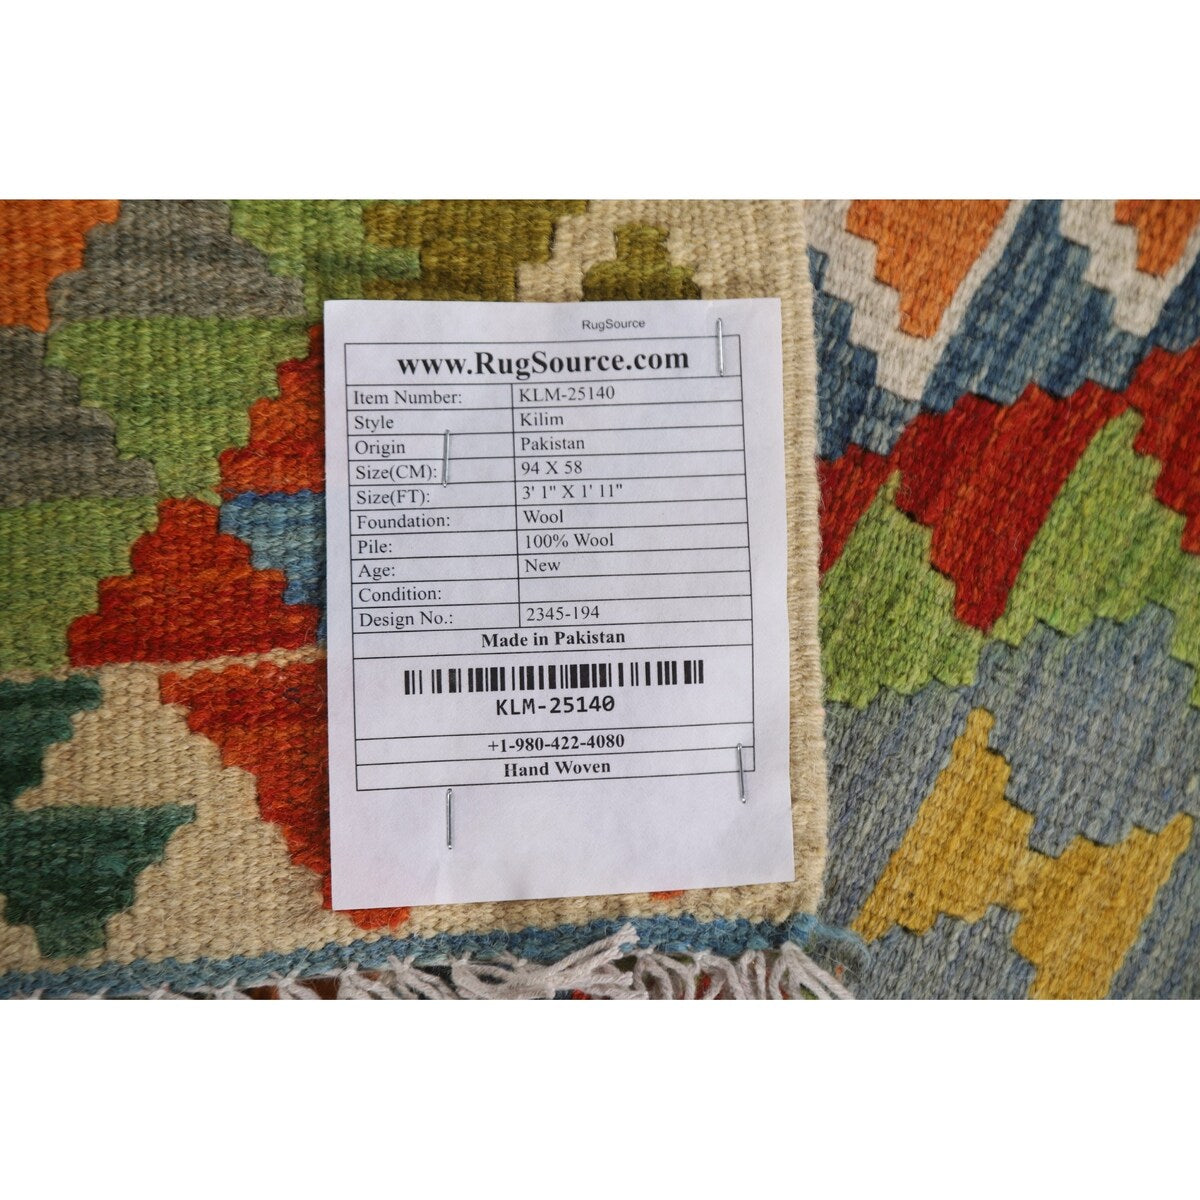 RugSource
www.RugSource.com
Item Number: KLM-25140
Style Kilim
Origin Pakistan
Size(CM): 94 X 58
Size(FT): 3' 1" X 1' 11"
Foundation: Wool
Pile: 100% Wool
Age: New
Condition:
Design No.: 2345-194
Made in Pakistan
KLM-25140
+1-980-422-4080
Hand Woven